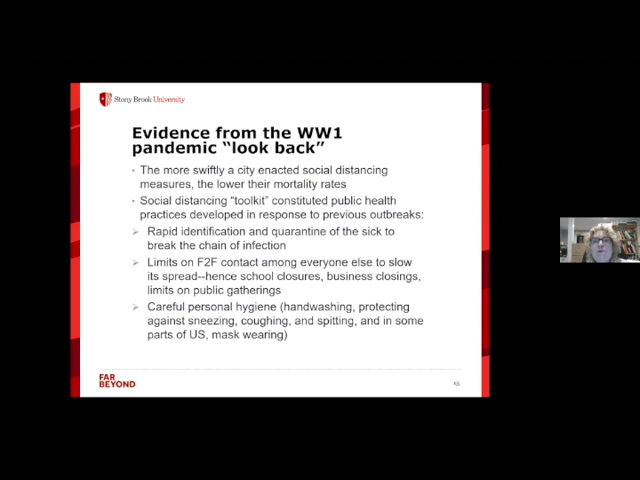 Stony Brook University
Evidence from the WW1
pandemic "look back"
• The more swiftly a city enacted social distancing
measures, the lower their mortality rates
• Social distancing "toolkit" constituted public health
practices developed in response to previous outbreaks:
➢ Rapid identification and quarantine of the sick to
break the chain of infection
➢ Limits on F2F contact among everyone else to slow
its spread--hence school closures, business closings,
limits on public gatherings
➢ Careful personal hygiene (handwashing, protecting
against sneezing, coughing, and spitting, and in some
parts of US, mask wearing)
FAR
BEYOND